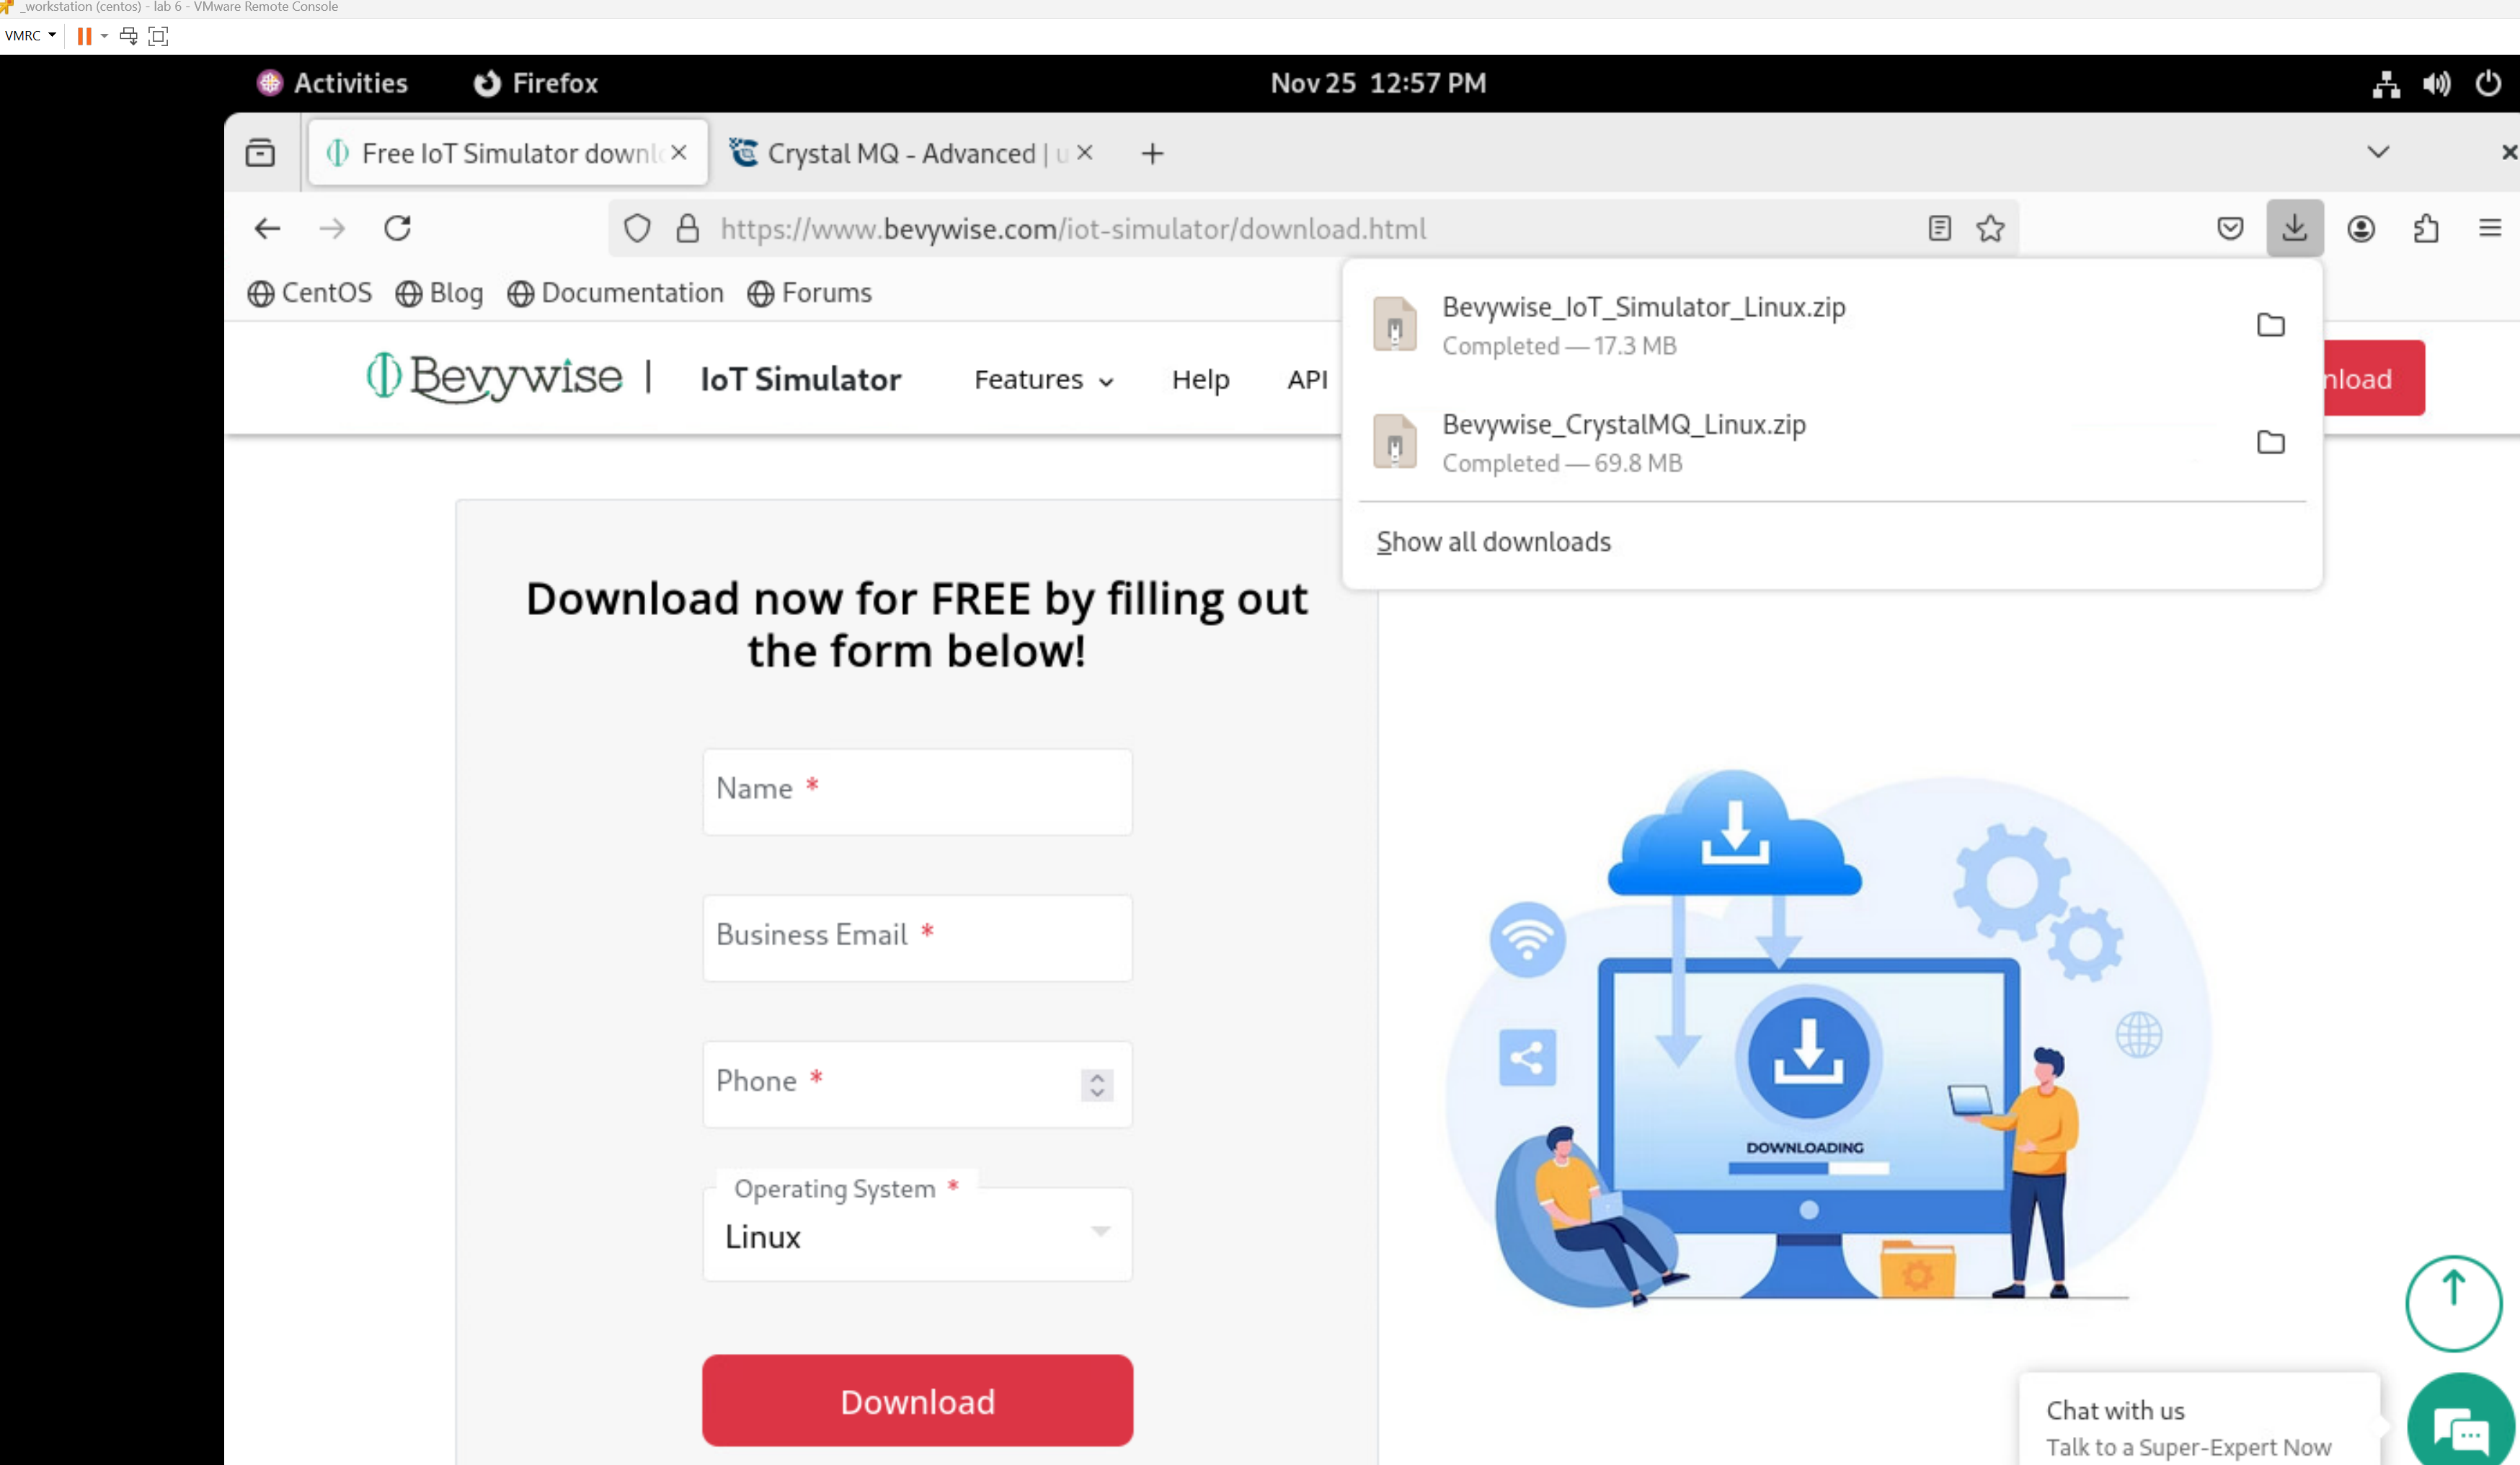 _workstation (centos) - lab 6 - VMware Remote Console
VMRC
Activities Firefox Nov 25 12:57 PM
Free IoT Simulator downl Crystal MQ - Advanced | u
https://www.bevywise.com/iot-simulator/download.html
CentOS Blog Documentation Forums
Bevywise_IoT_Simulator_Linux.zip
Completed — 17.3 MB
Bevywise_CrystalMQ_Linux.zip
Completed — 69.8 MB
Show all downloads
Bevywise | IoT Simulator Features Help API nload
Download now for FREE by filling out
the form below!
Name *
Business Email *
Phone *
Operating System *
Linux
Download
DOWNLOADING
Chat with us
Talk to a Super-Expert Now